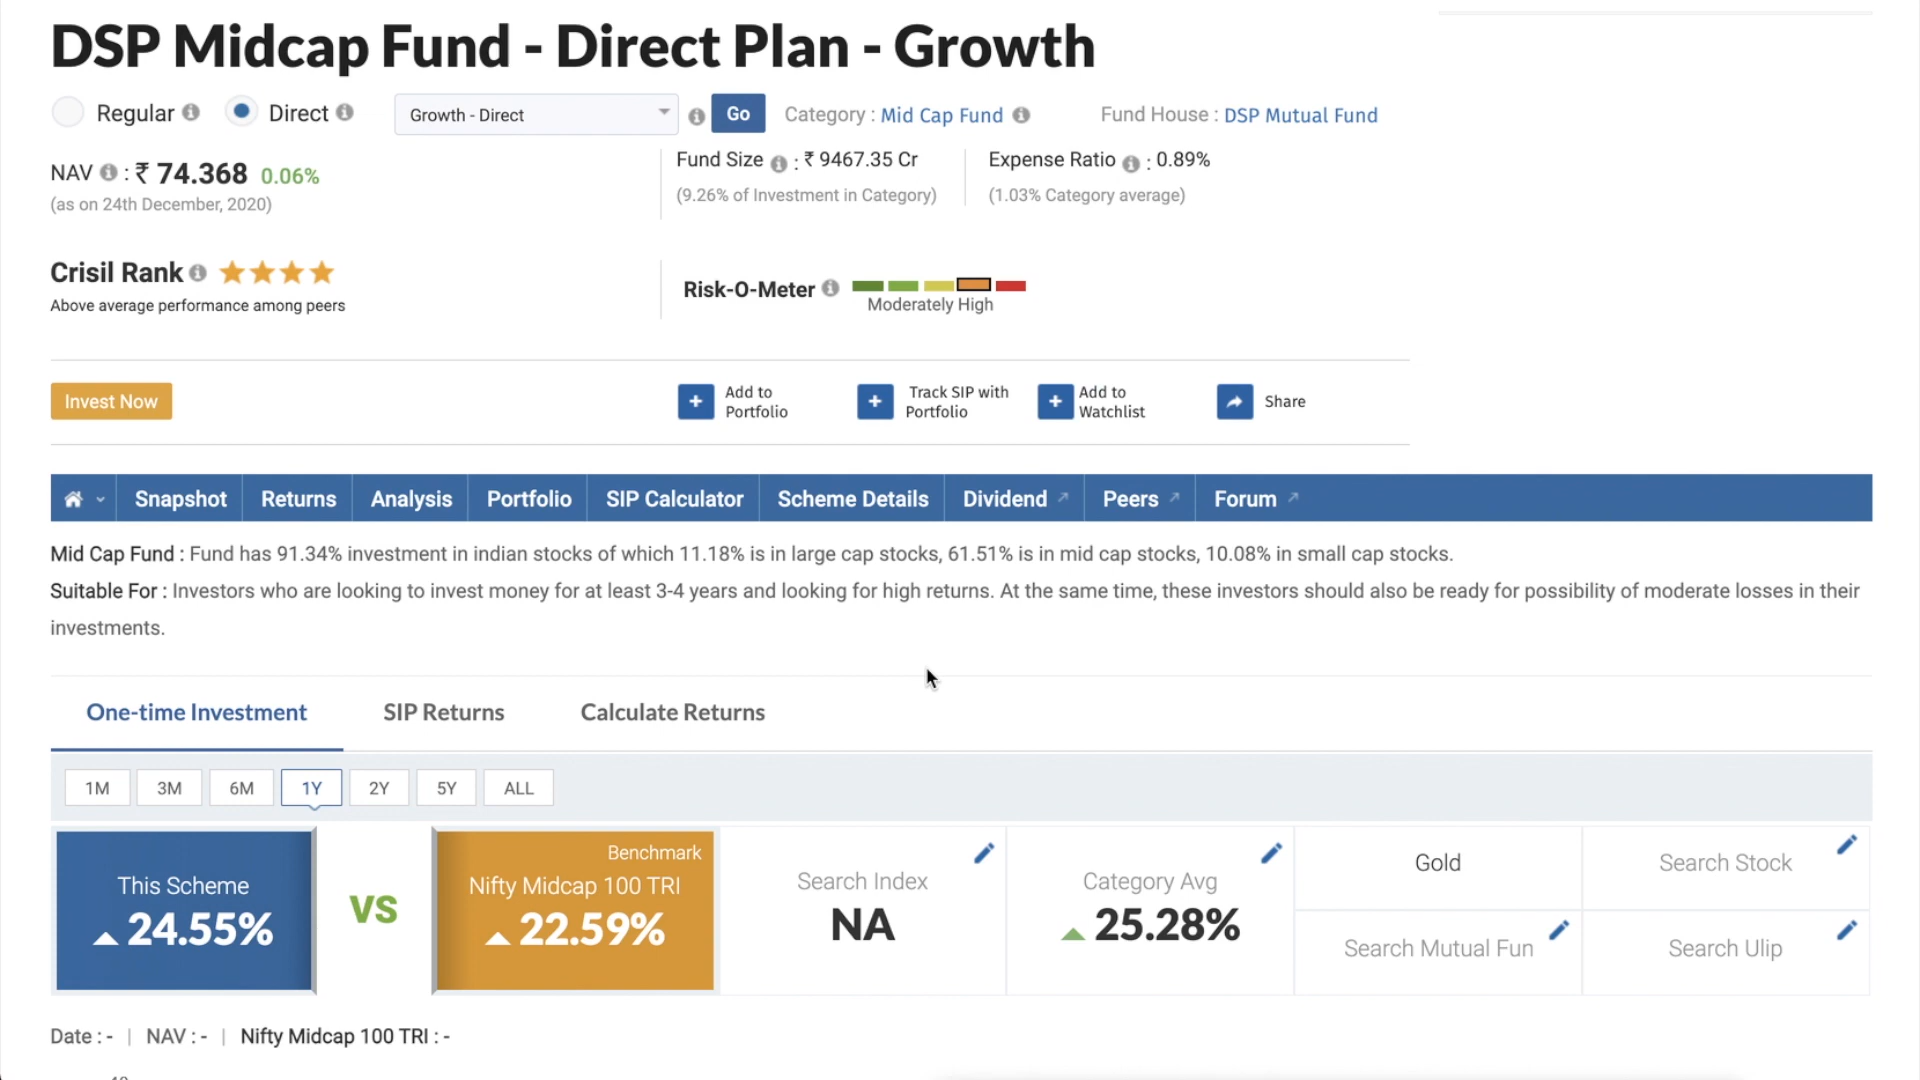 DSP Midcap Fund - Direct Plan - Growth
Regular Direct Growth - Direct Go Category : Mid Cap Fund Fund House : DSP Mutual Fund
NAV : ₹ 74.368 0.06%
(as on 24th December, 2020)
Fund Size : ₹ 9467.35 Cr
(9.26% of Investment in Category)
Expense Ratio : 0.89%
(1.03% Category average)
Crisil Rank
Above average performance among peers
Risk-O-Meter
Moderately High
Invest Now
Add to
Portfolio
Track SIP with
Portfolio
Add to
Watchlist
Share
Snapshot Returns Analysis Portfolio SIP Calculator Scheme Details Dividend Peers Forum
Mid Cap Fund : Fund has 91.34% investment in indian stocks of which 11.18% is in large cap stocks, 61.51% is in mid cap stocks, 10.08% in small cap stocks.
Suitable For : Investors who are looking to invest money for at least 3-4 years and looking for high returns. At the same time, these investors should also be ready for possibility of moderate losses in their
investments.
One-time Investment SIP Returns Calculate Returns
1M 3M 6M 1Y 2Y 5Y ALL
This Scheme
24.55%
VS
Benchmark
Nifty Midcap 100 TRI
22.59%
Search Index
NA
Category Avg
25.28%
Gold
Search Stock
Search Mutual Fun
Search Ulip
Date : - | NAV : - | Nifty Midcap 100 TRI : -